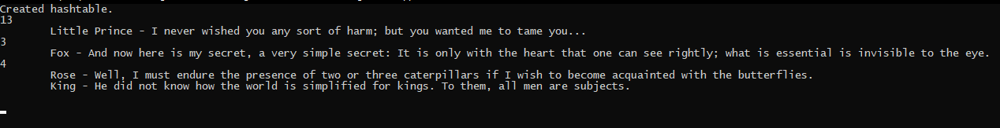 Created hashtable.
13
Little Prince - I never wished you any sort of harm; but you wanted me to tame you...
3
Fox - And now here is my secret, a very simple secret: It is only with the heart that one can see rightly; what is essential is invisible to the eye.
4
Rose - Well, I must endure the presence of two or three caterpillars if I wish to become acquainted with the butterflies.
King - He did not know how the world is simplified for kings. To them, all men are subjects.